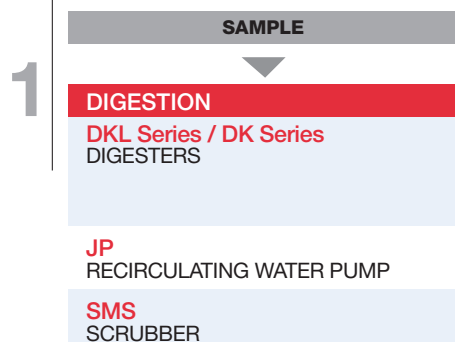 SAMPLE
1
DIGESTION
DKL Series / DK Series
DIGESTERS
JP
RECIRCULATING WATER PUMP
SMS
SCRUBBER